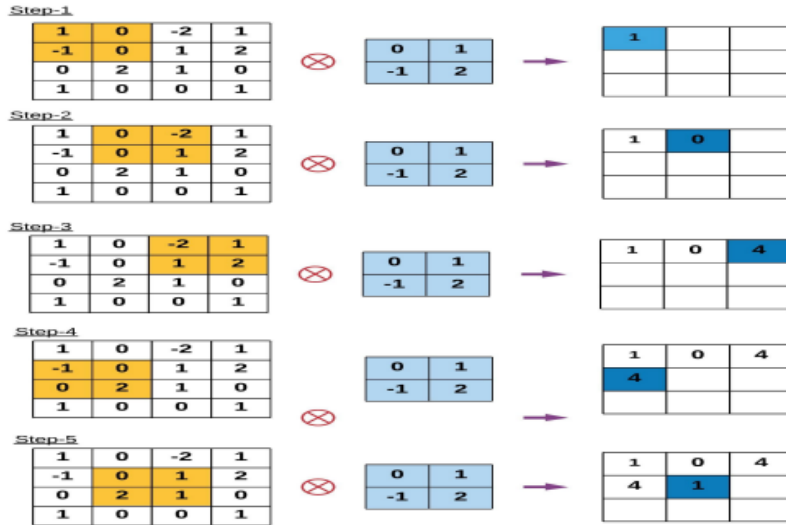 Step-1
1 0 -2 1 0 1 1
-1 0 1 2 -1 2
0 2 1 0
1 0 0 1
Step-2
1 0 -2 1 0 1 1 0
-1 0 1 2 -1 2
0 2 1 0
1 0 0 1
Step-3
1 0 -2 1 0 1 1 0 4
-1 0 1 2 -1 2
0 2 1 0
1 0 0 1
Step-4
1 0 -2 1 0 1 1 0 4
-1 0 1 2 -1 2 4
0 2 1 0
1 0 0 1
Step-5
1 0 -2 1 0 1 1 0 4
-1 0 1 2 -1 2 4 1
0 2 1 0
1 0 0 1